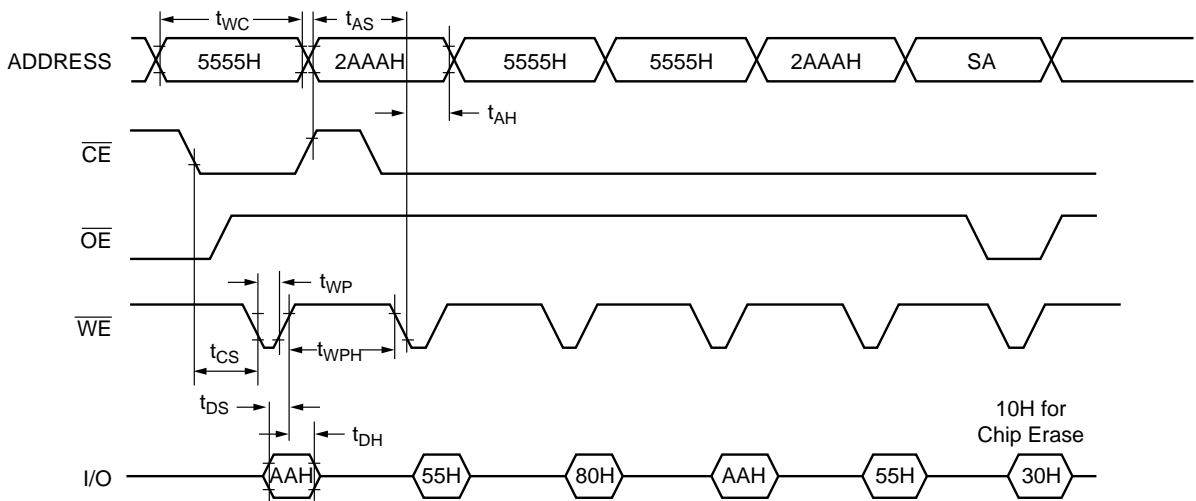 tWC
tAS
ADDRESS
5555H
2AAAH
5555H
5555H
2AAAH
SA
tAH
CE
OE
tWP
WE
tCS
tWPH
tDS
tDH
10H for
Chip Erase
I/O
AAH
55H
80H
AAH
55H
30H